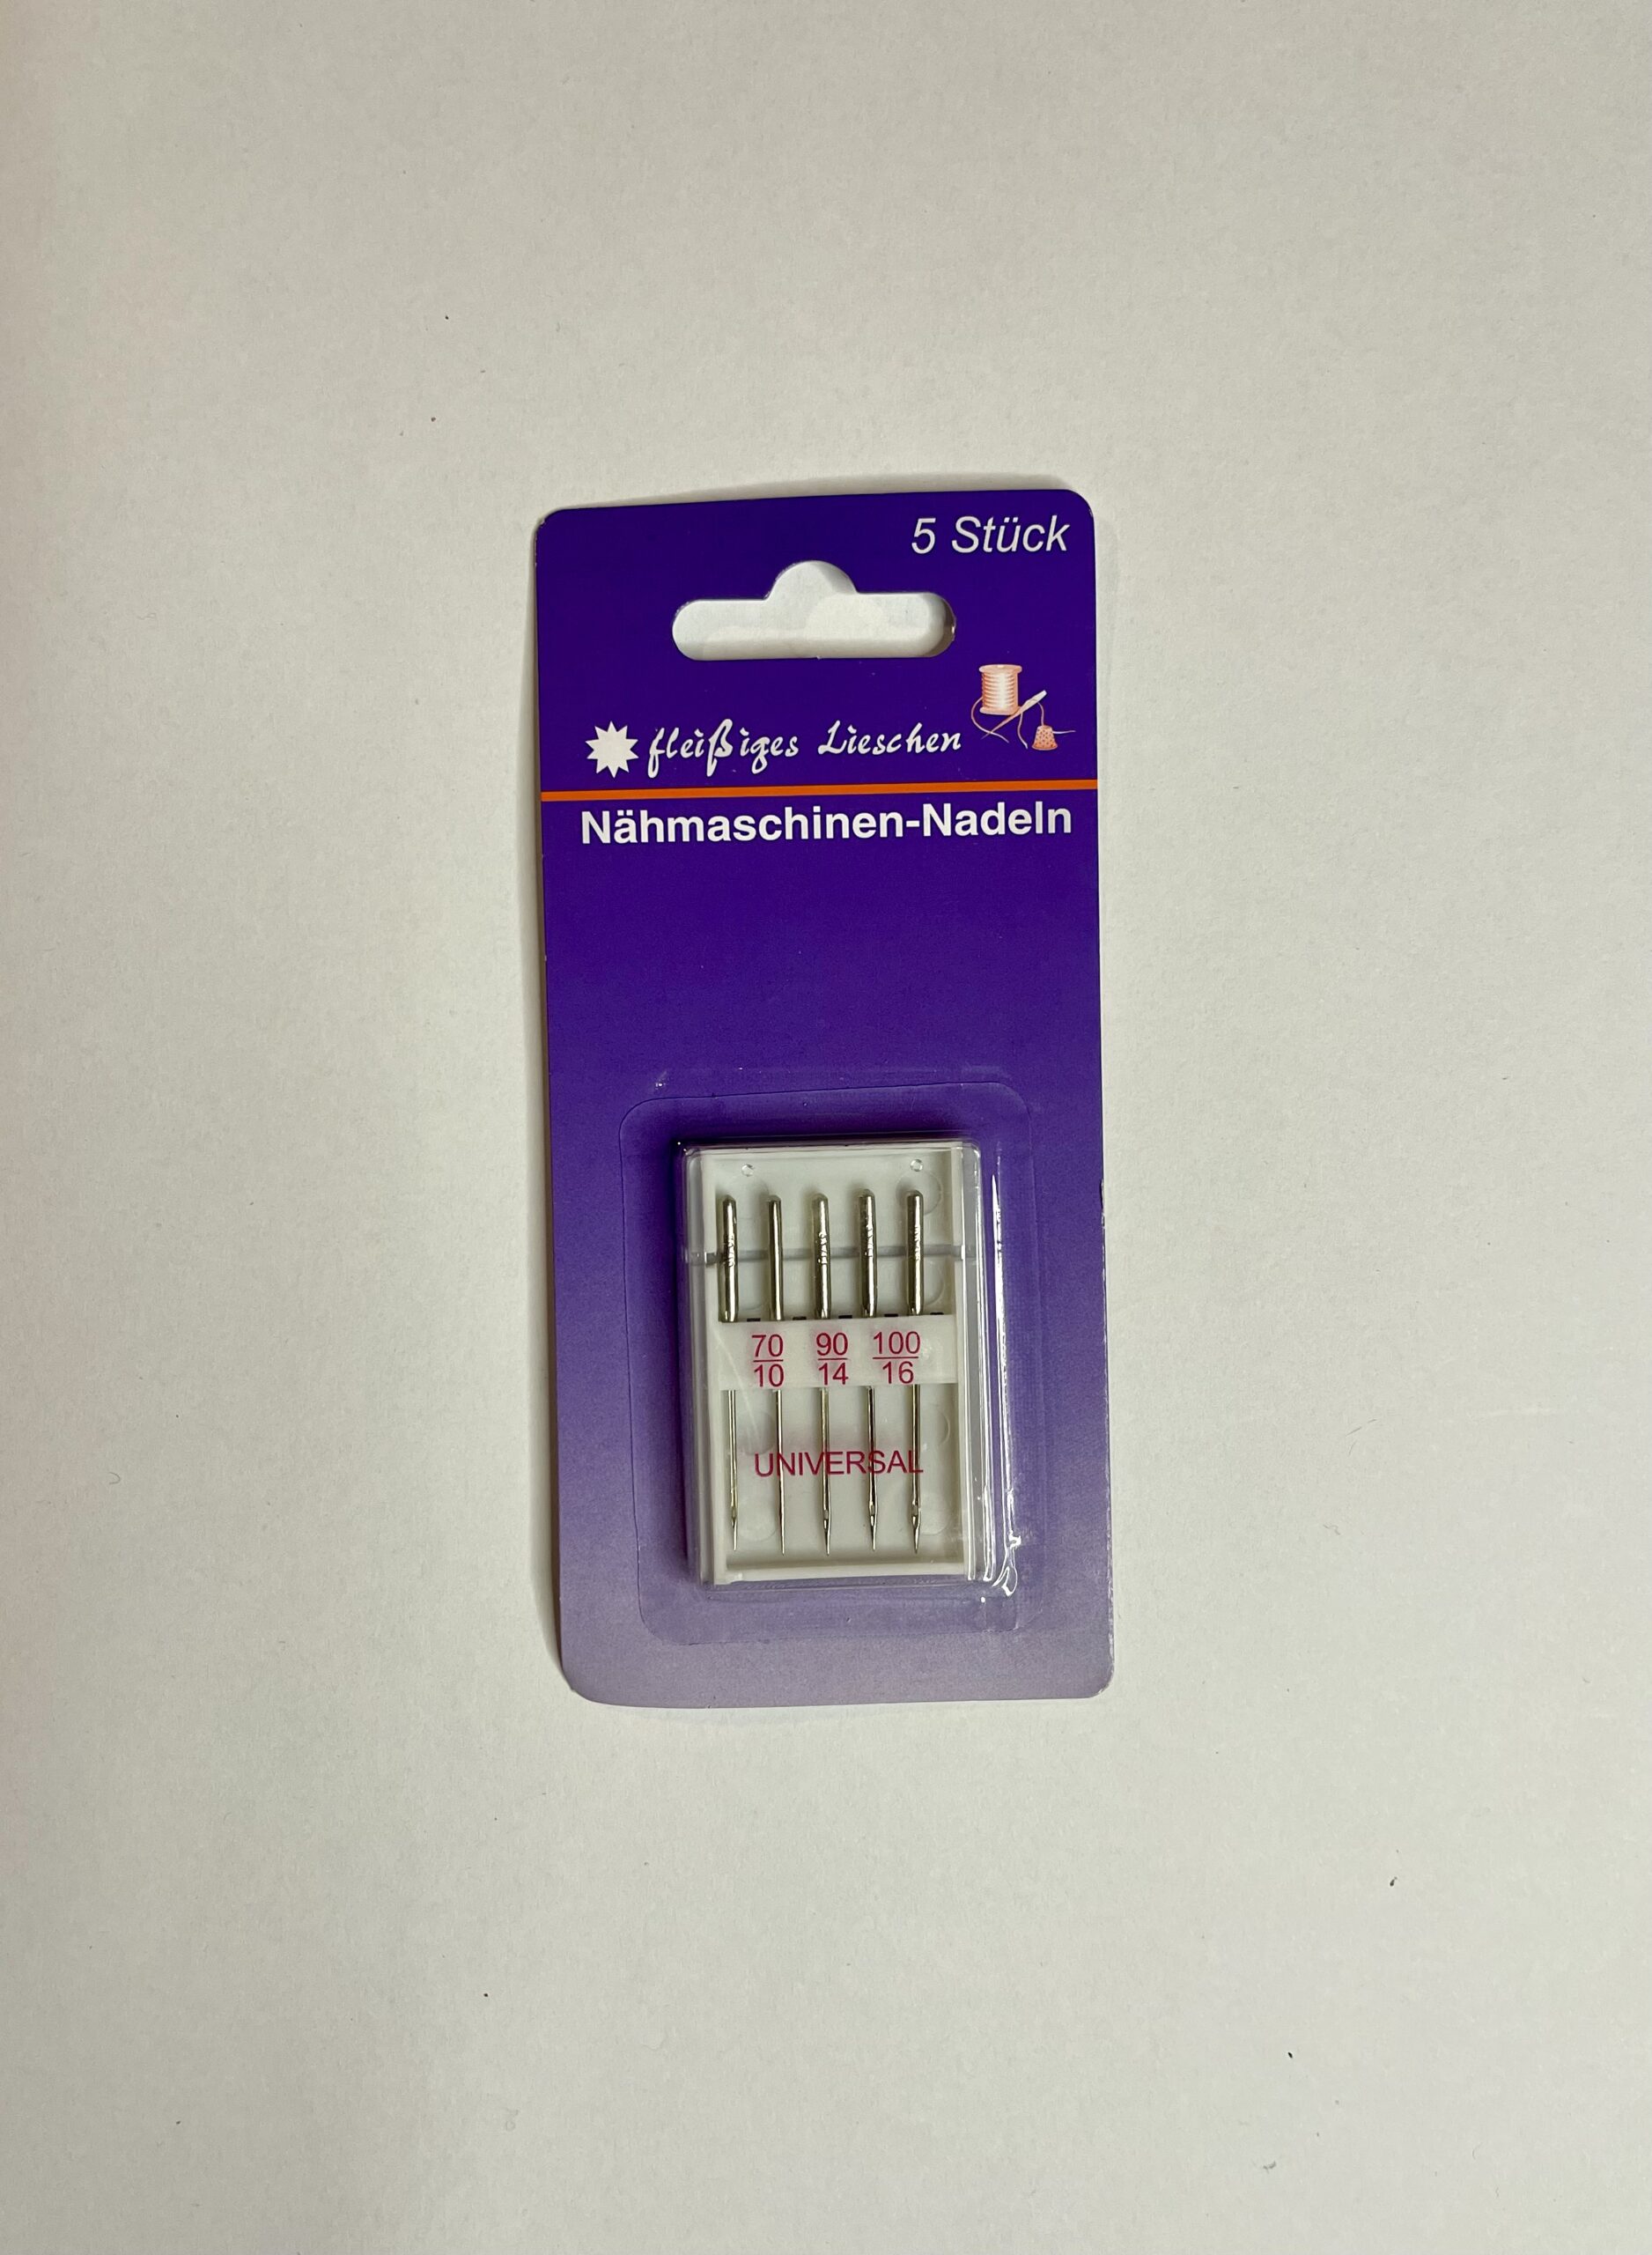 5 Stück
fleißiges Lieschen
Nähmaschinen-Nadeln
70 90 100
10 14 16
UNIVERSAL